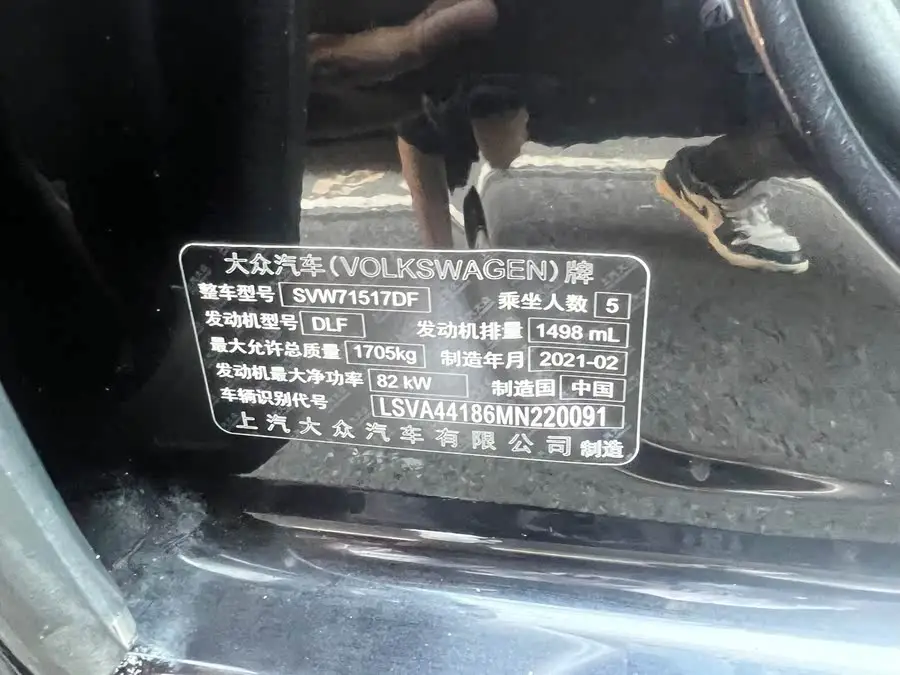 大众汽车(VOLKSWAGEN)牌
整车型号 SVW71517DF 乘坐人数 5
发动机型号 DLF 发动机排量 1498 mL
最大允许总质量 1705kg 制造年月 2021-02
发动机最大净功率 82 kW 制造国 中国
车辆识别代号 LSVA44186MN220091
上汽大众汽车有限公司 制造